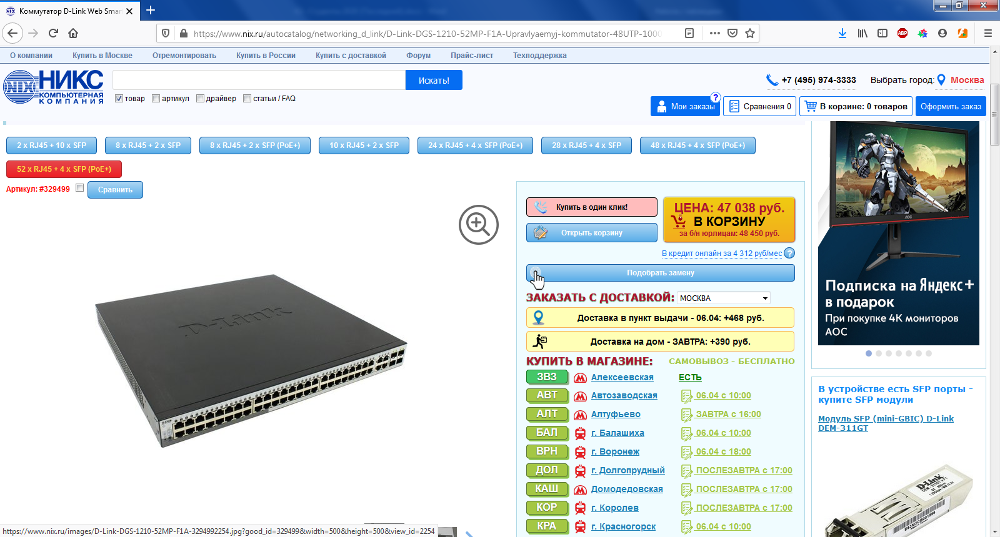 Коммутатор D-Link Web Smar
https://www.nix.ru/autocatalog/networking_d_link/D-Link-DGS-1210-52MP-F1A-Upravlyaemyj-kommutator-48UTP-1000
ABP
О компании Купить в Москве Отремонтировать Купить в России Купить с доставкой Форум Прайс-лист Техподдержка
NIX НИКС
КОМПЬЮТЕРНАЯ
КОМПАНИЯ
Искать!
товар артикул драйвер статьи / FAQ
+7 (495) 974-3333 Выбрать город: Москва
Мои заказы ? Сравнения 0 В корзине: 0 товаров Оформить заказ
2 x RJ45 + 10 x SFP 8 x RJ45 + 2 x SFP 8 x RJ45 + 2 x SFP (PoE+) 10 x RJ45 + 2 x SFP 24 x RJ45 + 4 x SFP (PoE+) 28 x RJ45 + 4 x SFP 48 x RJ45 + 4 x SFP (PoE+)
52 x RJ45 + 4 x SFP (PoE+)
Артикул: #329499 Сравнить
D-Link
D-Link
Купить в один клик!
Открыть корзину
ЦЕНА: 47 038 руб.
В КОРЗИНУ
за б/н юрлицам: 48 450 руб.
В кредит онлайн за 4 312 руб/мес ?
Подобрать замену
ЗАКАЗАТЬ С ДОСТАВКОЙ: МОСКВА
Доставка в пункт выдачи - 06.04: +468 руб.
Доставка на дом - ЗАВТРА: +390 руб.
КУПИТЬ В МАГАЗИНЕ: САМОВЫВОЗ - БЕСПЛАТНО
ЗВЗ Алексеевская ЕСТЬ
АВТ Автозаводская 06.04 с 10:00
АЛТ Алтуфьево ЗАВТРА с 16:00
БАЛ г. Балашиха 06.04 с 10:00
ВРН г. Воронеж 06.04 с 18:00
ДОЛ г. Долгопрудный ПОСЛЕЗАВТРА с 17:00
КАШ Домодедовская ПОСЛЕЗАВТРА с 17:00
КОР г. Королев ПОСЛЕЗАВТРА с 17:00
КРА г. Красногорск 06.04 с 10:00
AOC
Подписка на Яндекс+
в подарок
При покупке 4К мониторов
AOC
В устройстве есть SFP порты -
купите SFP модули
Модуль SFP (mini-GBIC) D-Link
DEM-311GT
D-Link
https://www.nix.ru/images/D-Link-DGS-1210-52MP-F1A-3294992254.jpg?good_id=329499&width=500&height=500&view_id=2254